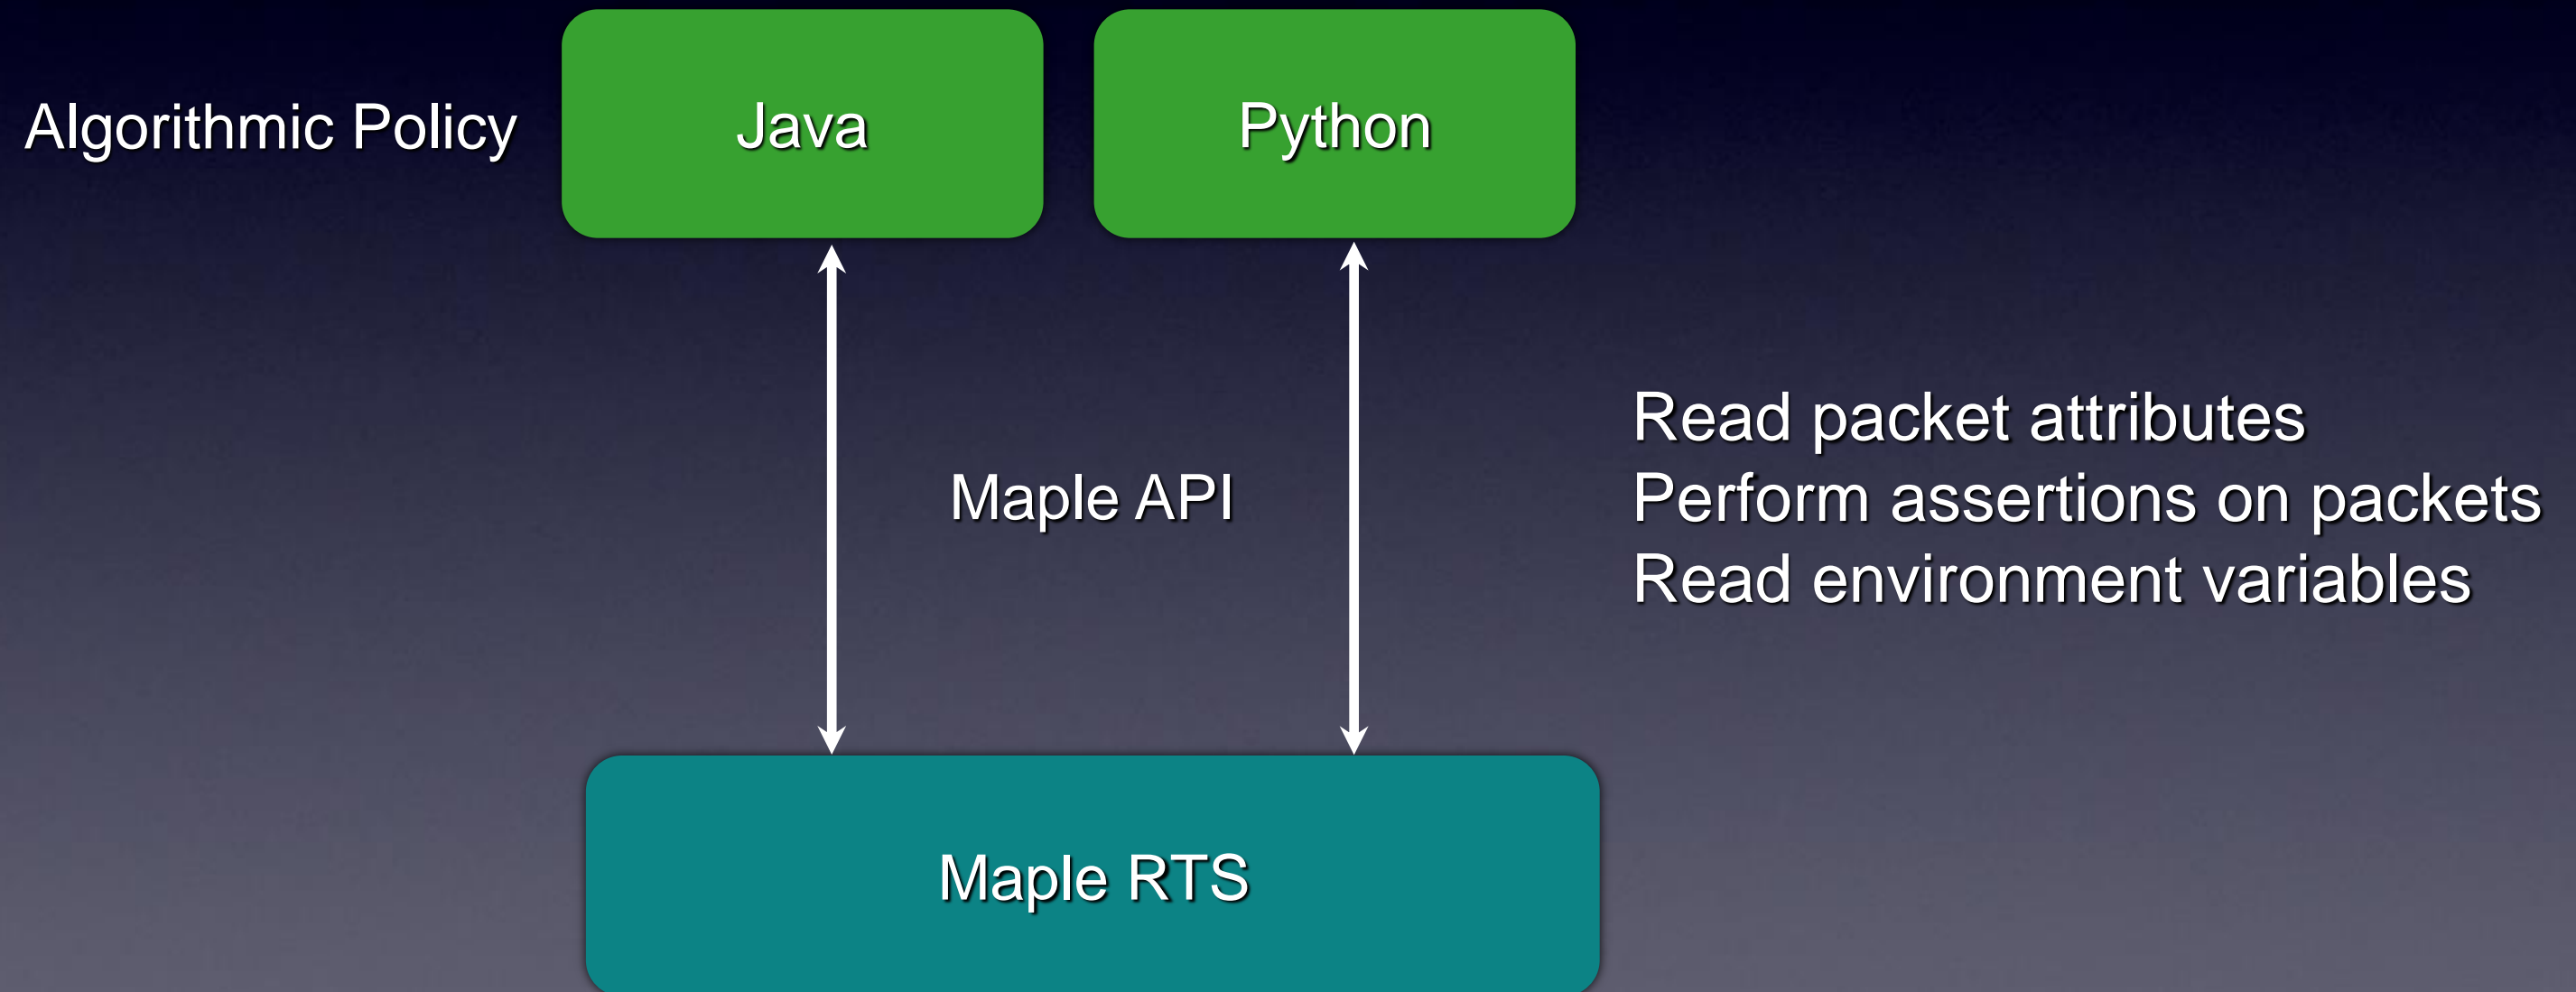 Algorithmic Policy
Java
Python
Maple API
Read packet attributes
Perform assertions on packets
Read environment variables
Maple RTS